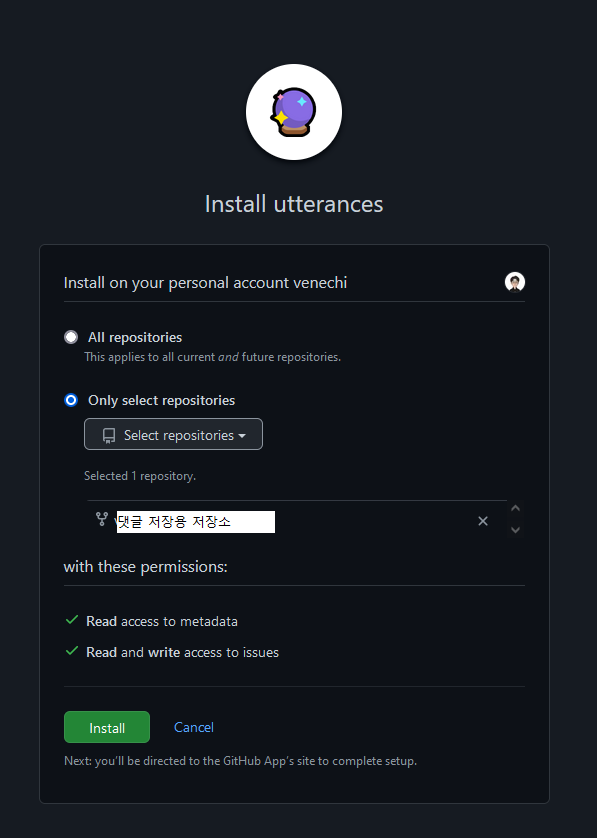 Install utterances
Install on your personal account venechi
All repositories
This applies to all current and future repositories.
Only select repositories
Select repositories
Selected 1 repository.
댓글 저장용 저장소
with these permissions:
Read access to metadata
Read and write access to issues
Install Cancel
Next: you'll be directed to the GitHub App's site to complete setup.